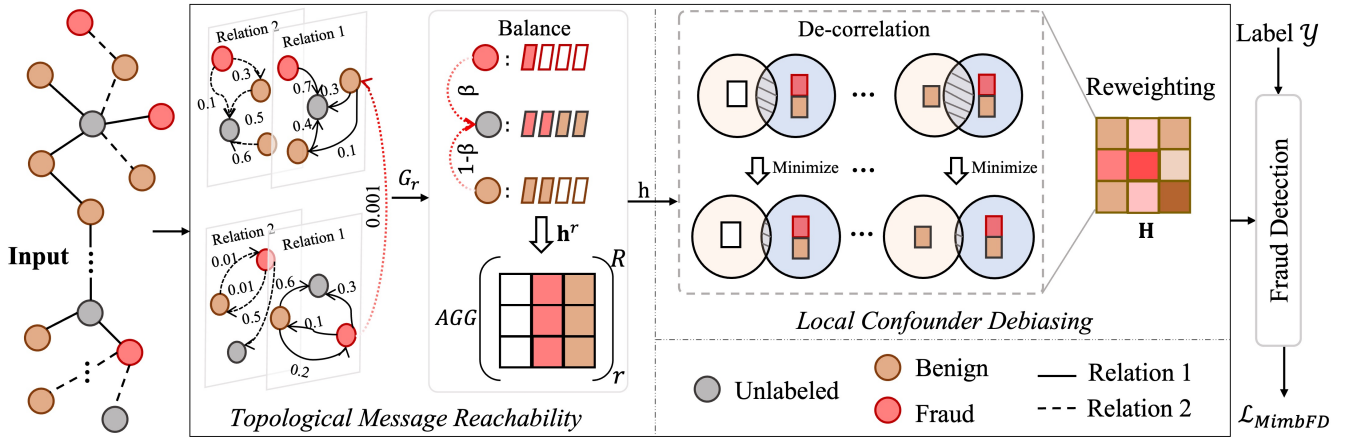 Input
Relation 2
Relation 1
0.3
0.1
0.5
0.6
0.7
0.3
0.4
0.1
Relation 2
Relation 1
0.01
0.01
0.5
0.6
0.3
0.1
0.2
0.001
G_r
Topological Message Reachability
Balance
:
β
:
1-β
:
h^r
AGG
R
r
h
De-correlation
...
Minimize
...
Minimize
...
Reweighting
H
Local Confounder Debiasing
Unlabeled
Benign
Fraud
Relation 1
Relation 2
Label 𝒴
Fraud Detection
ℒ_MimbFD